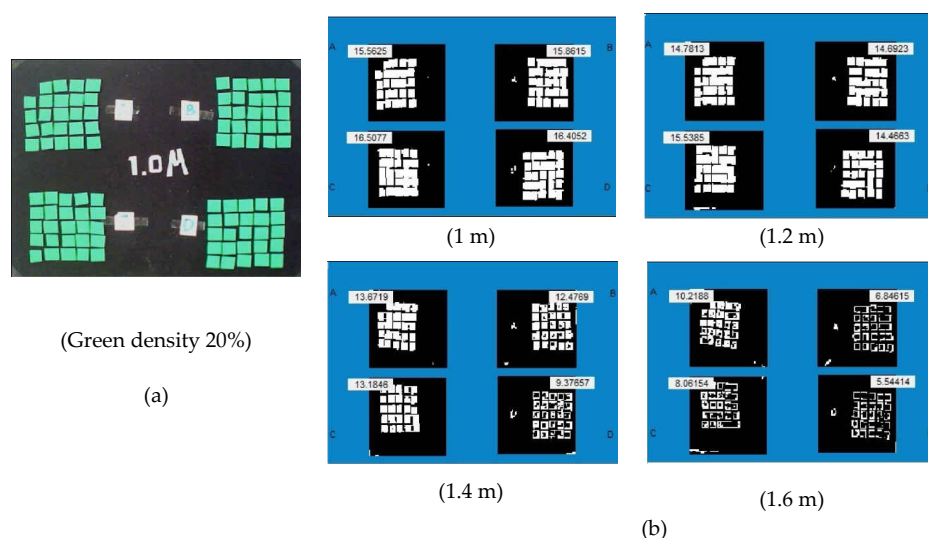 B
1.0M
D
(Green density 20%)
(a)
A
15.5625
15.8615
B
C
16.5077
16.4052
D
(1 m)
A
14.7813
14.6923
C
15.5385
14.4663
(1.2 m)
A
13.6719
12.4769
B
C
13.1846
9.37657
D
(1.4 m)
A
10.2188
6.84615
C
8.06154
5.54414
(1.6 m)
(b)